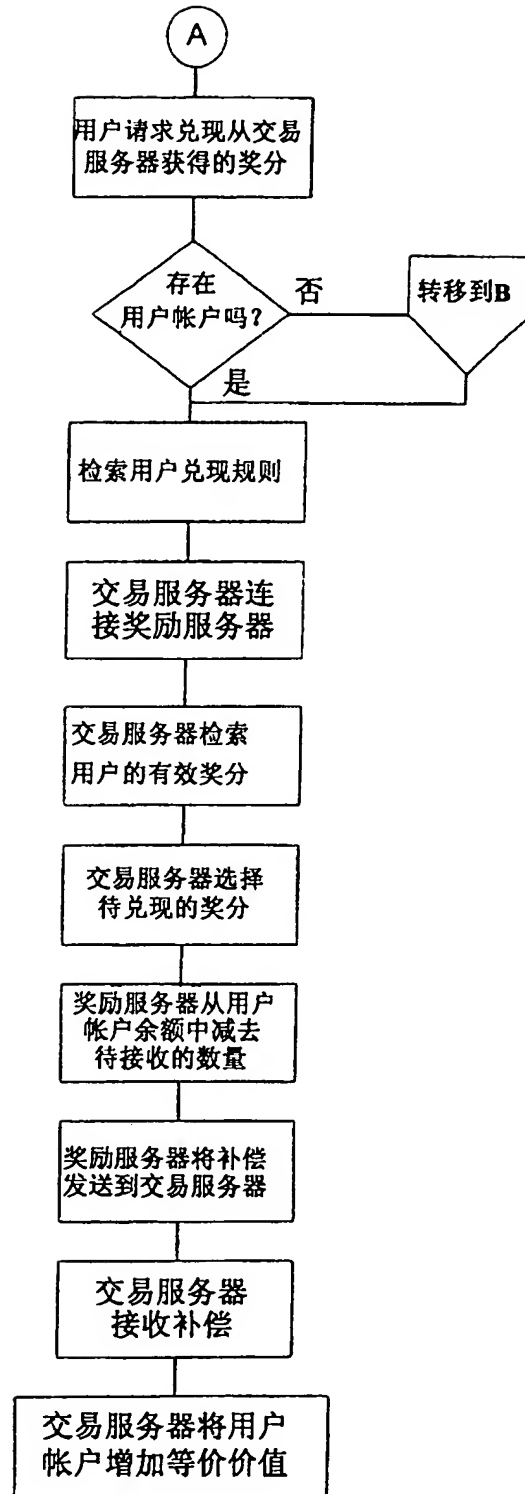 A
用户请求兑现从交易
服务器获得的奖分
存在
用户帐户吗?
否
转移到B
是
检索用户兑现规则
交易服务器连
接奖励服务器
交易服务器检索
用户的有效奖分
交易服务器选择
待兑现的奖分
奖励服务器从用户
帐户余额中减去
待接收的数量
奖励服务器将补偿
发送到交易服务器
交易服务器
接收补偿
交易服务器将用户
帐户增加等价价值